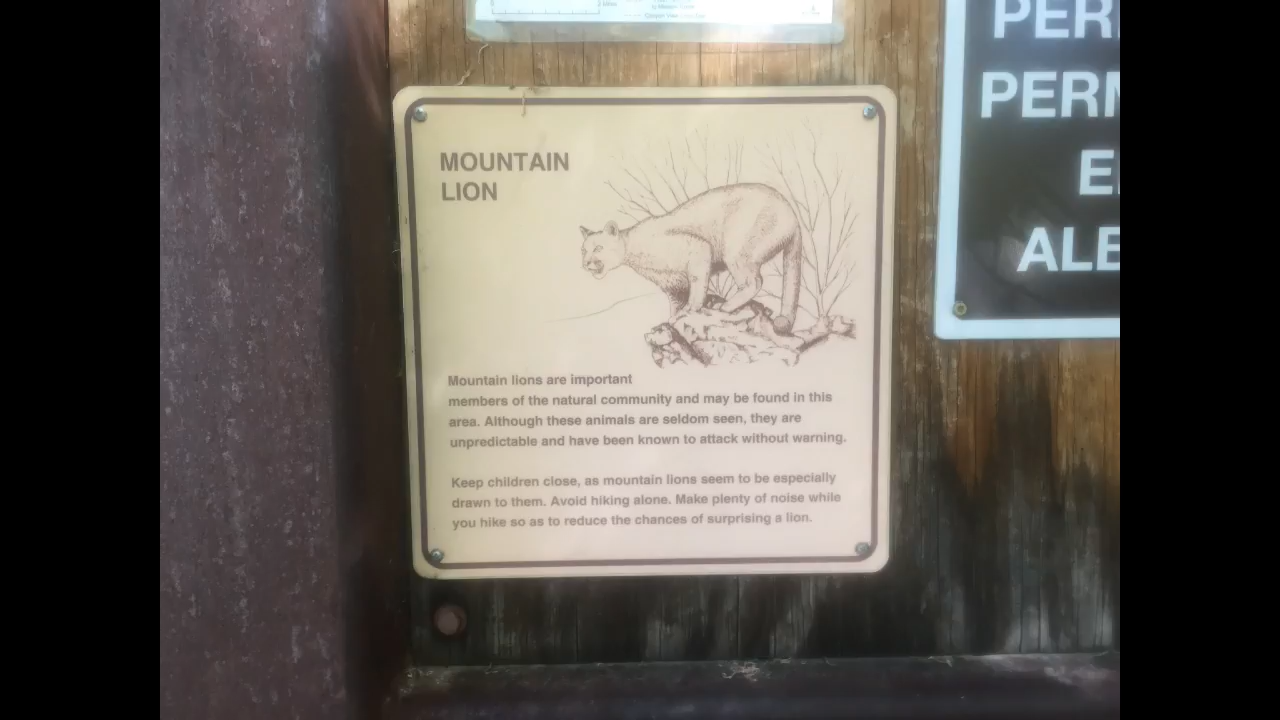 MOUNTAIN
LION
Mountain lions are important
members of the natural community and may be found in this
area. Although these animals are seldom seen, they are
unpredictable and have been known to attack without warning.
Keep children close, as mountain lions seem to be especially
drawn to them. Avoid hiking alone. Make plenty of noise while
you hike so as to reduce the chances of surprising a lion.
PER
PERM
E
ALB